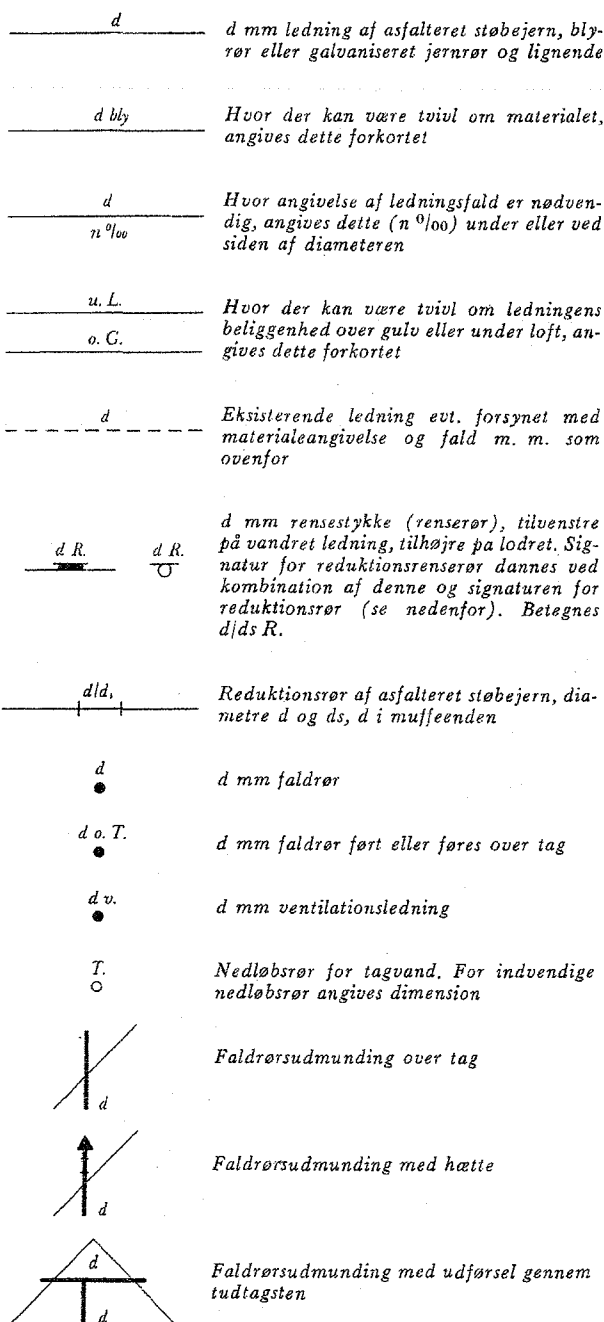 d
d mm ledning af asfalteret støbejern, bly-
rør eller galvaniseret jernrør og lignende
d bly
Hvor der kan være tvivl om materialet,
angives dette forkortet
d
n ‰
Hvor angivelse af ledningsfald er nødven-
dig, angives dette (n ‰) under eller ved
siden af diameteren
u. L.
o. G.
Hvor der kan være tvivl om ledningens
beliggenhed over gulv eller under loft, an-
gives dette forkortet
d
Eksisterende ledning evt. forsynet med
materialeangivelse og fald m. m. som
ovenfor
d R. d R.
d mm rensestykke (renserør), tilvenstre
på vandret ledning, tilhøjre pa lodret. Sig-
natur for reduktionsrenserør dannes ved
kombination af denne og signaturen for
reduktionsrør (se nedenfor). Betegnes
d/ds R.
d/ds
Reduktionsrør af asfalteret støbejern, dia-
metre d og ds, d i muffeenden
d
d mm faldrør
d o. T.
d mm faldrør ført eller føres over tag
d v.
d mm ventilationsledning
T.
Nedløbsrør for tagvand. For indvendige
nedløbsrør angives dimension
d
Faldrørsudmunding over tag
d
Faldrørsudmunding med hætte
d
d
Faldrørsudmunding med udførsel gennem
tudtagsten